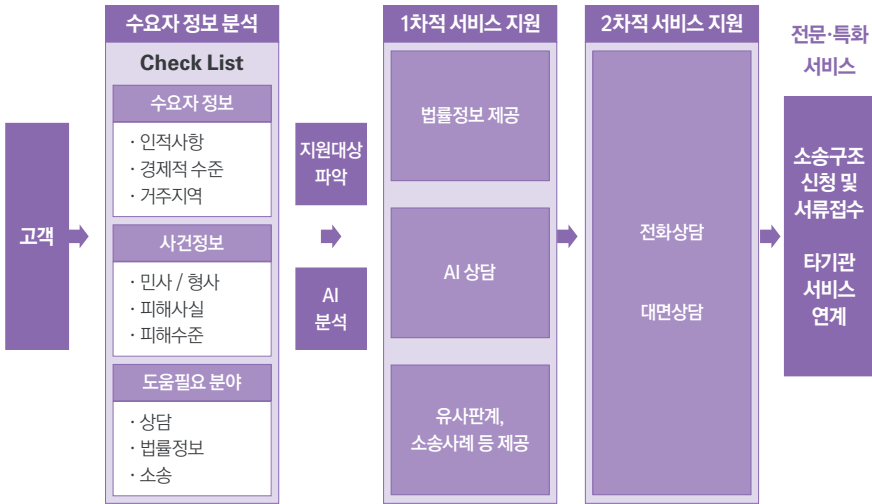 고객
수요자 정보 분석
Check List
수요자 정보
· 인적사항
· 경제적 수준
· 거주지역
사건정보
· 민사 / 형사
· 피해사실
· 피해수준
도움필요 분야
· 상담
· 법률정보
· 소송
지원대상
파악
AI
분석
1차적 서비스 지원
법률정보 제공
AI 상담
유사판계,
소송사례 등 제공
2차적 서비스 지원
전화상담
대면상담
전문·특화
서비스
소송구조
신청 및
서류접수
타기관
서비스
연계